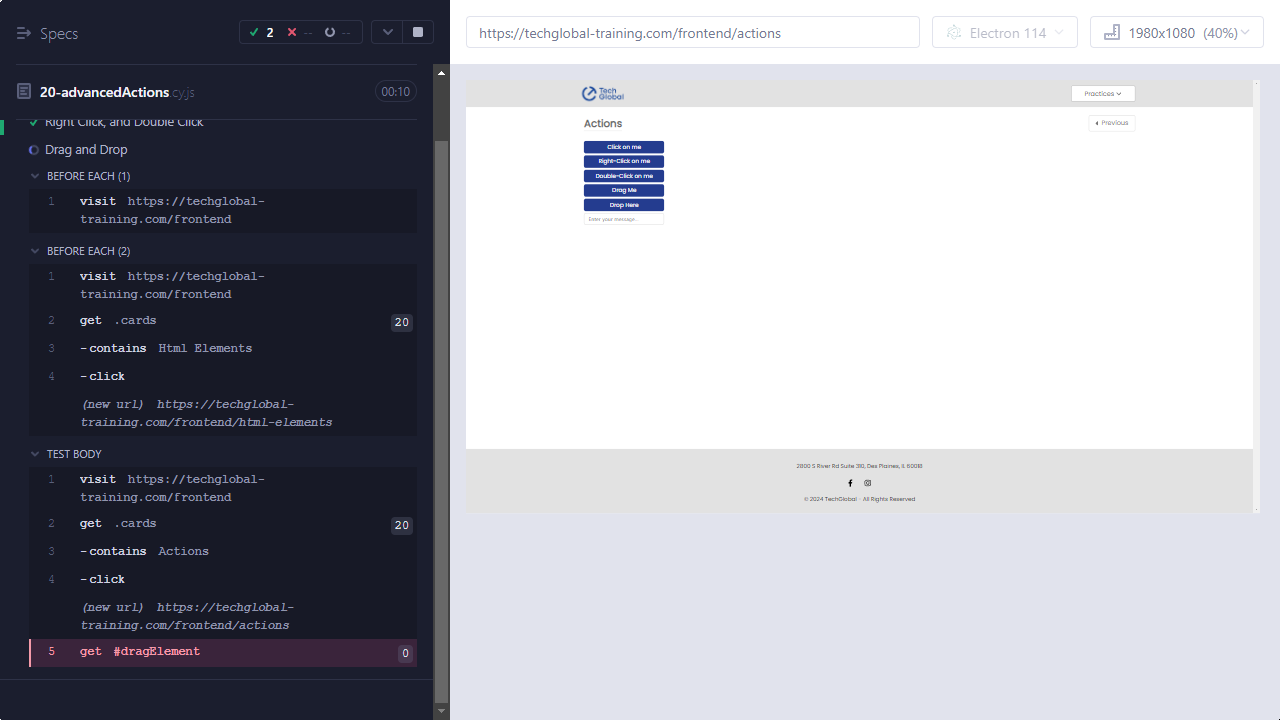 Specs
2
--
--
20-advancedActions cy.js
00:10
Right Click, and Double Click
Drag and Drop
BEFORE EACH (1)
1 visit https://techglobal-
training.com/frontend
BEFORE EACH (2)
1 visit https://techglobal-
training.com/frontend
2 get .cards 20
3 -contains Html Elements
4 -click
(new url) https://techglobal-
training.com/frontend/html-elements
TEST BODY
1 visit https://techglobal-
training.com/frontend
2 get .cards 20
3 -contains Actions
4 -click
(new url) https://techglobal-
training.com/frontend/actions
5 get #dragElement 0
https://techglobal-training.com/frontend/actions
Electron 114
1980x1080 (40%)
Tech
Global
Practices
Actions
Previous
Click on me
Right-Click on me
Double-Click on me
Drag Me
Drop Here
Enter your message...
2800 S River Rd Suite 310, Des Plaines, IL 60018
© 2024 TechGlobal - All Rights Reserved